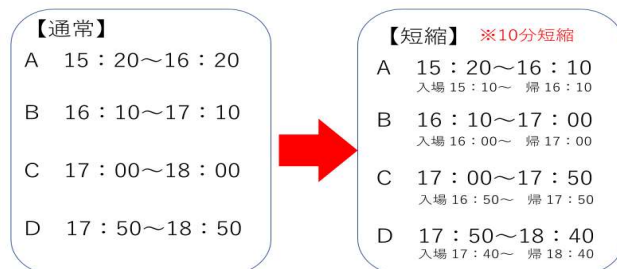 【通常】
A 15：20～16：20
B 16：10～17：10
C 17：00～18：00
D 17：50～18：50
【短縮】 ※10分短縮
A 15：20～16：10
入場 15：10～ 帰 16：10
B 16：10～17：00
入場 16：00～ 帰 17：00
C 17：00～17：50
入場 16：50～ 帰 17：50
D 17：50～18：40
入場 17：40～ 帰 18：40